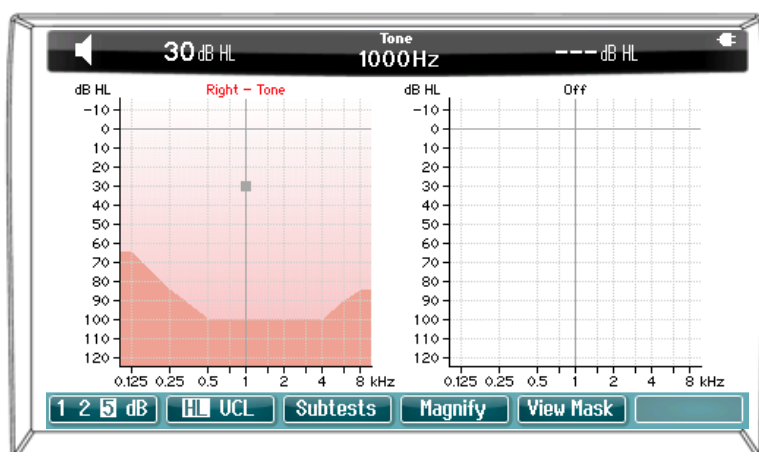 30 dB HL
Tone
1000Hz
--- dB HL
dB HL
Right - Tone
-10
0
10
20
30
40
50
60
70
80
90
100
110
120
0.125 0.25 0.5 1 2 4 8 kHz
dB HL
Off
-10
0
10
20
30
40
50
60
70
80
90
100
110
120
0.125 0.25 0.5 1 2 4 8 kHz
1 2 5 dB
HL UCL
Subtests
Magnify
View Mask